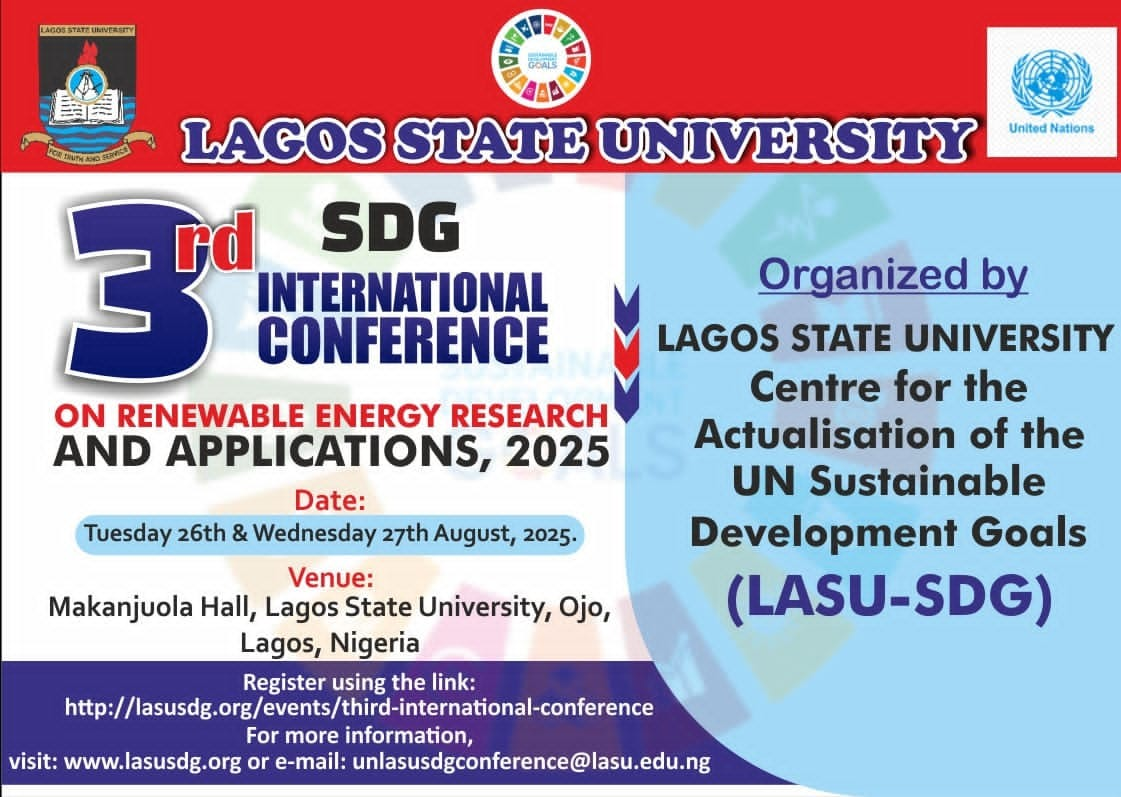 LAGOS STATE UNIVERSITY
FOR TRUTH AND SERVICE
SUSTAINABLE
DEVELOPMENT
GOALS
United Nations
LAGOS STATE UNIVERSITY
3rd SDG
INTERNATIONAL
CONFERENCE
ON RENEWABLE ENERGY RESEARCH
AND APPLICATIONS, 2025
Date:
Tuesday 26th & Wednesday 27th August, 2025.
Venue:
Makanjuola Hall, Lagos State University, Ojo,
Lagos, Nigeria
Register using the link:
http://lasusdg.org/events/third-international-conference
For more information,
visit: www.lasusdg.org or e-mail: unlasusdgconference@lasu.edu.ng
Organized by
LAGOS STATE UNIVERSITY
Centre for the
Actualisation of the
UN Sustainable
Development Goals
(LASU-SDG)
SUSTAINABLE
DEVELOPMENT
GOALS